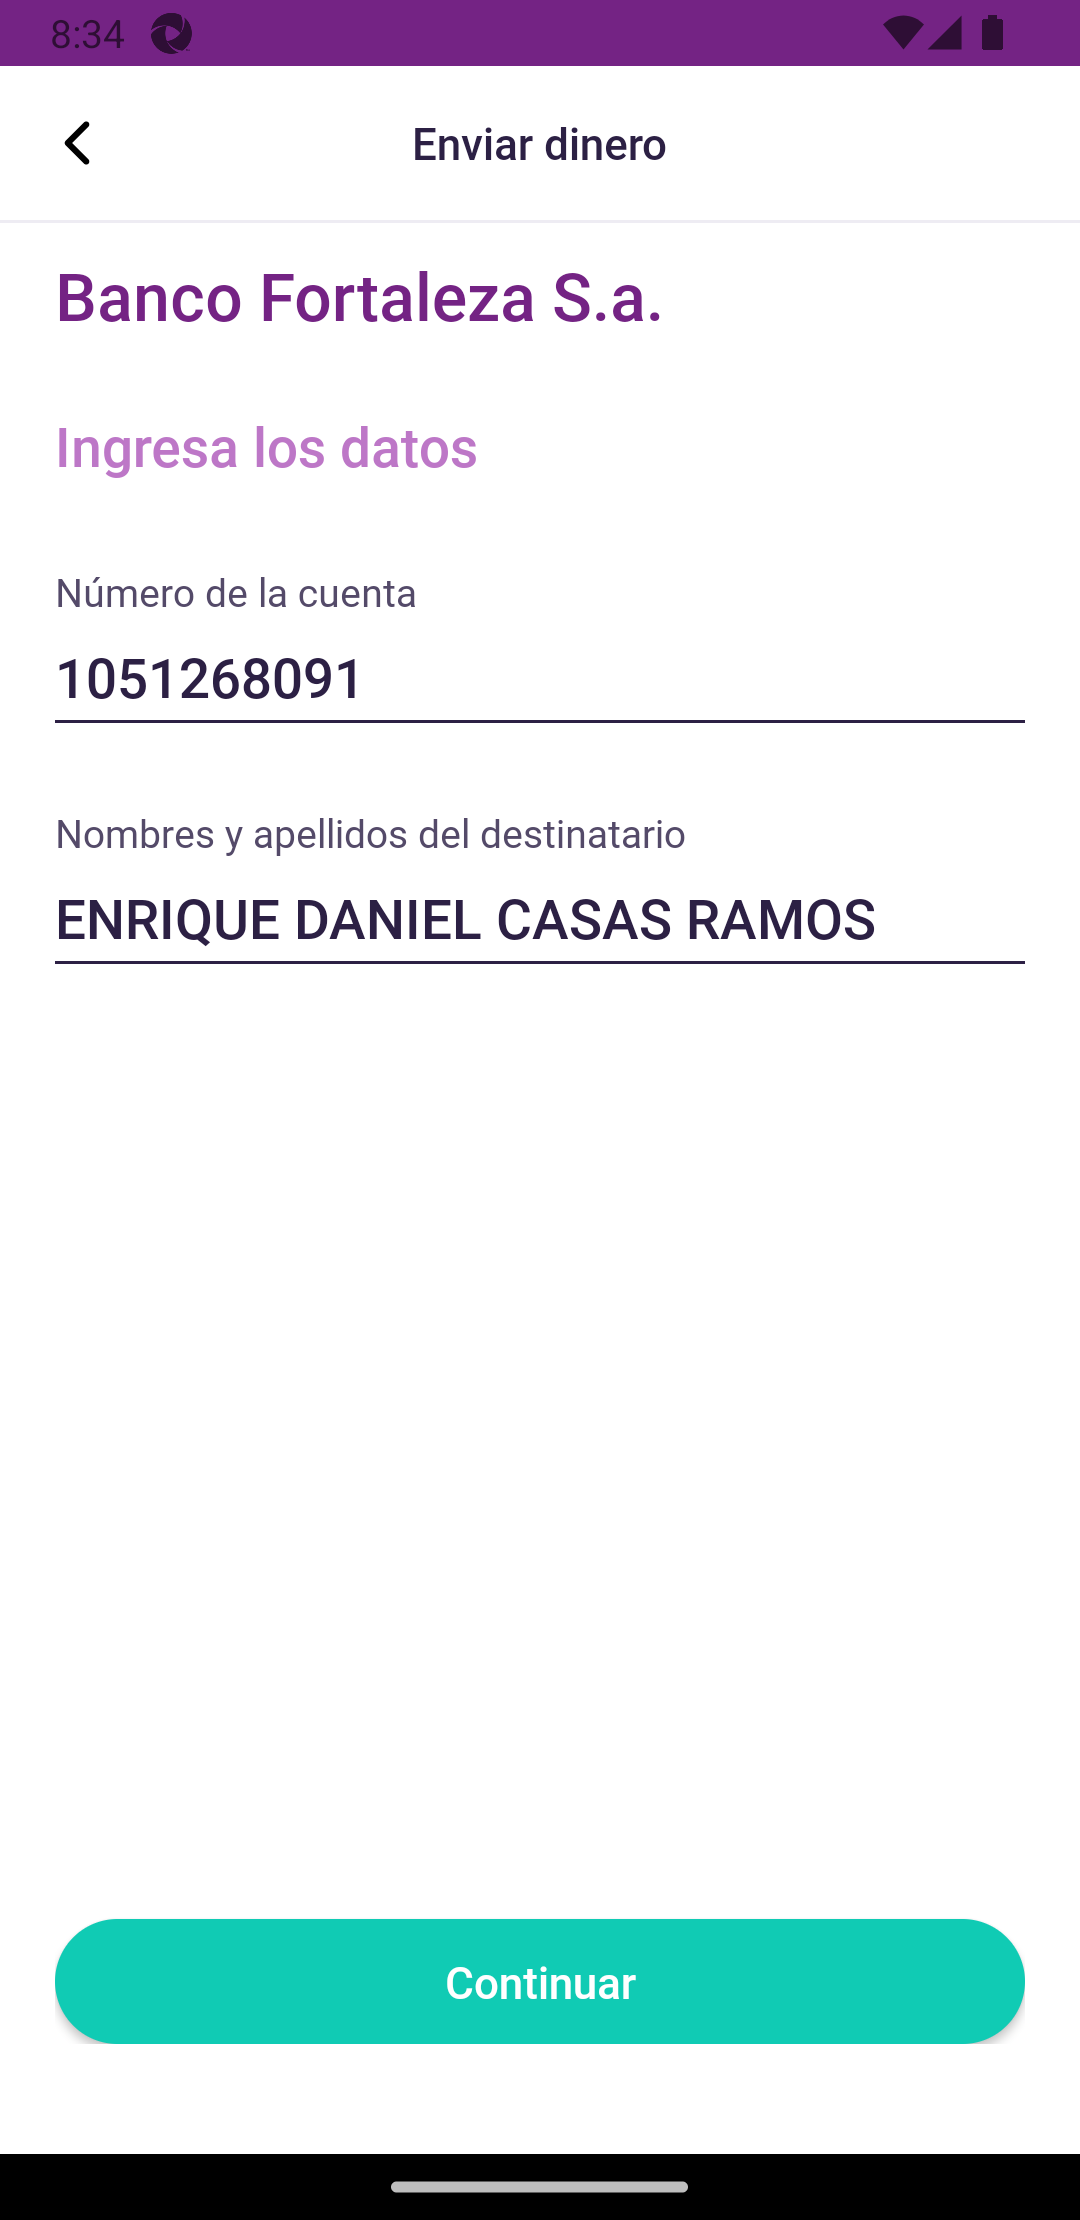 8:34
Enviar dinero
Banco Fortaleza S.a.
Ingresa los datos
Número de la cuenta
1051268091
Nombres y apellidos del destinatario
ENRIQUE DANIEL CASAS RAMOS
Continuar